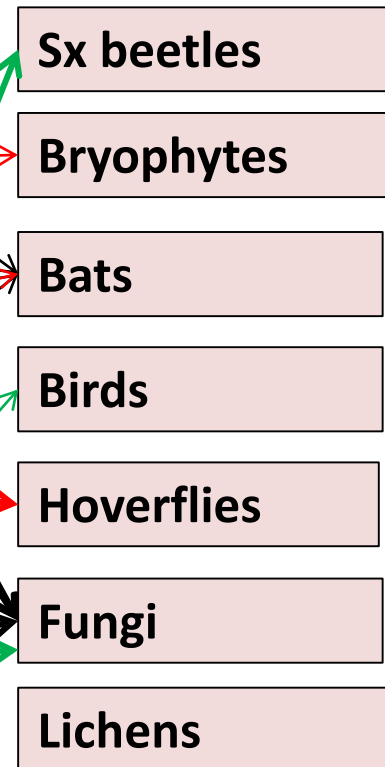 Sx beetles
Bryophytes
Bats
Birds
Hoverflies
Fungi
Lichens